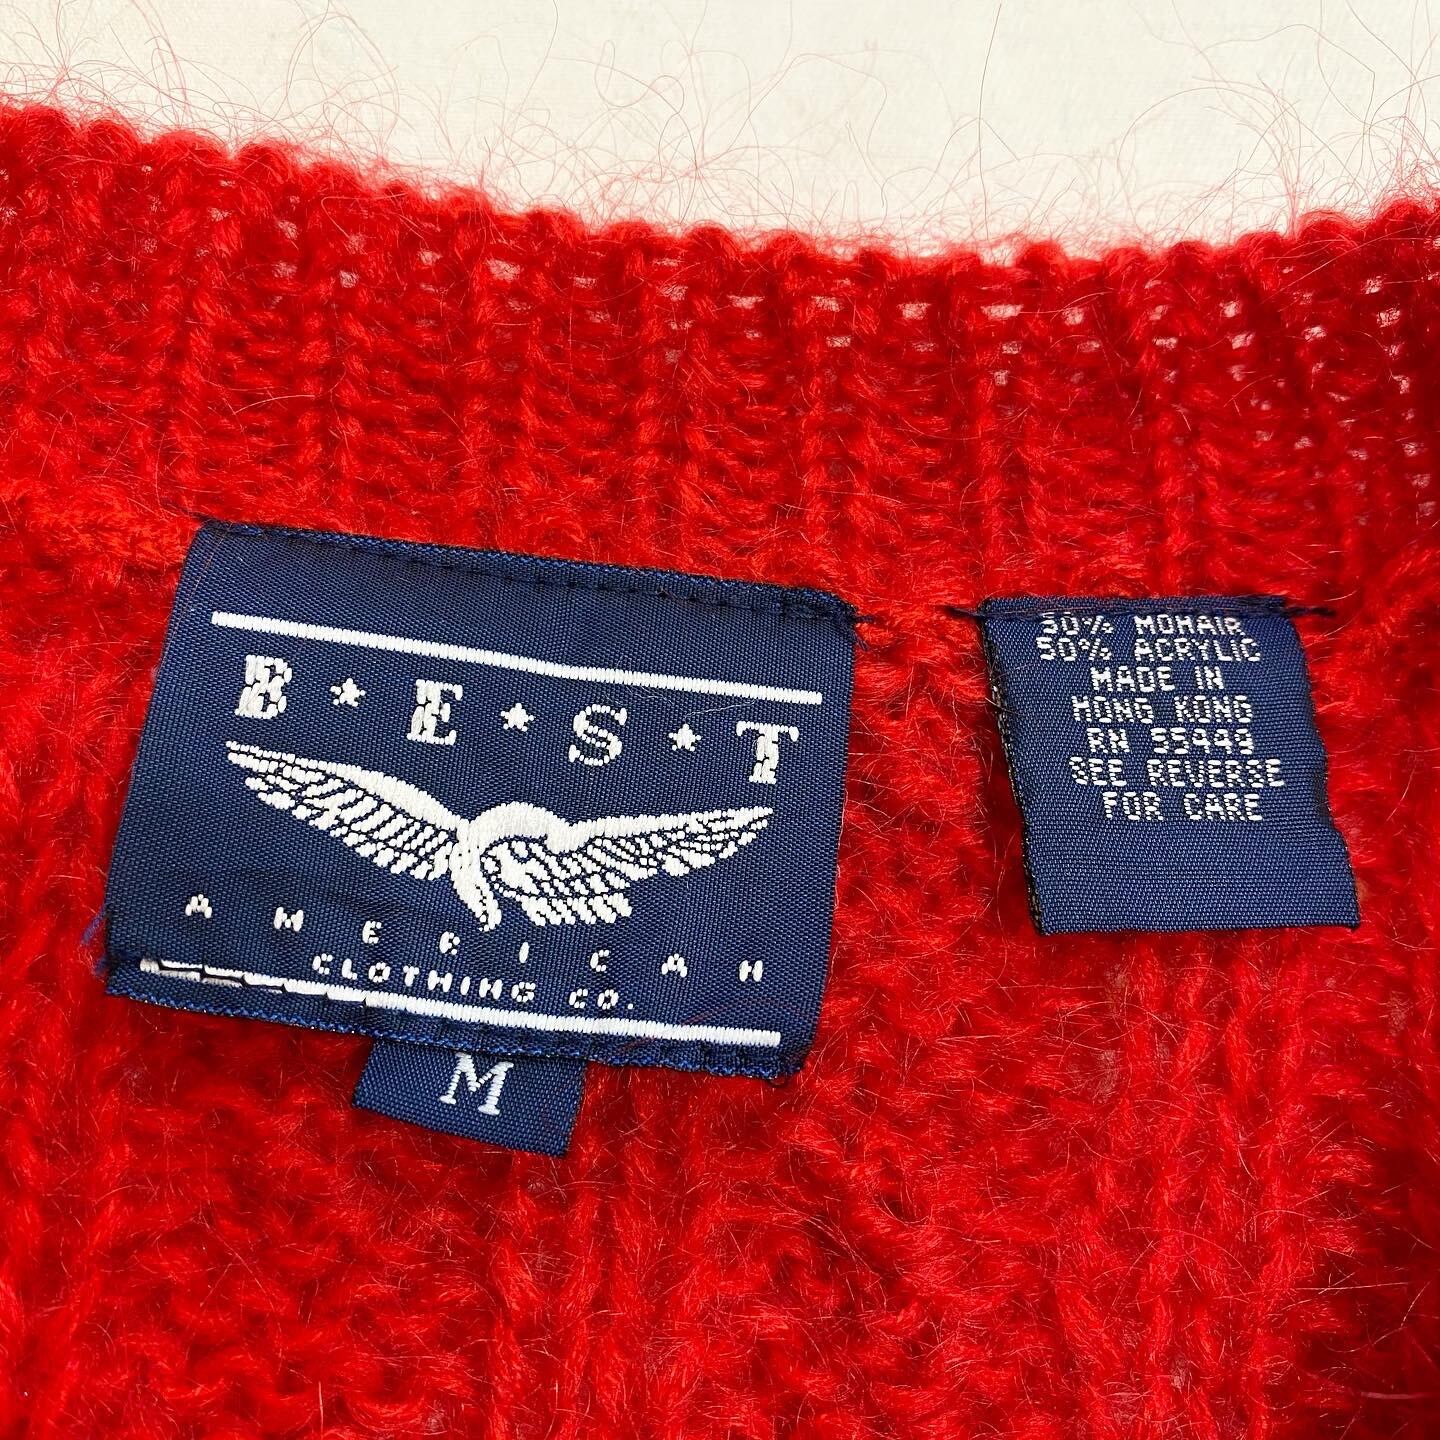 B★E★S★T
AMERICAN
CLOTHING CO.
M
50% MOHAIR
50% ACRYLIC
MADE IN
HONG KONG
RN 55449
SEE REVERSE
FOR CARE